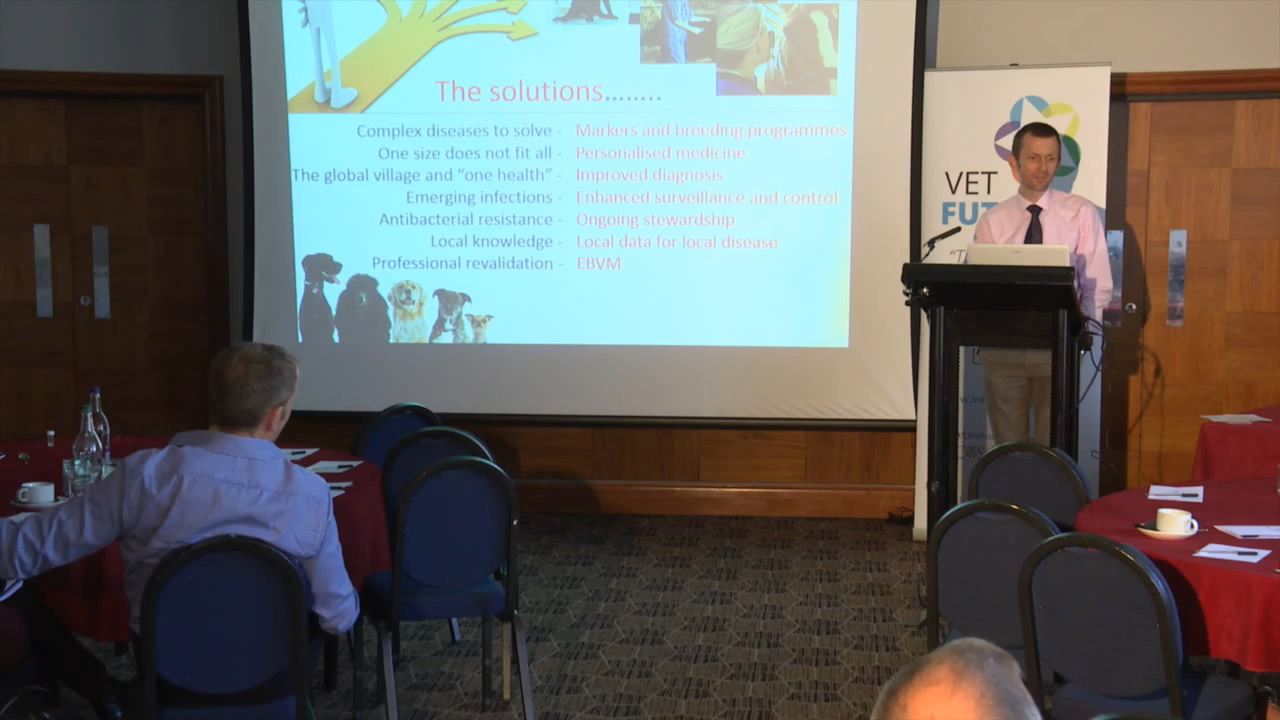 The solutions........
Complex diseases to solve - Markers and breeding programmes
One size does not fit all - Personalised medicine
The global village and “one health” - Improved diagnosis
Emerging infections - Enhanced surveillance and control
Antibacterial resistance - Ongoing stewardship
Local knowledge - Local data for local disease
Professional revalidation - EBVM
VET